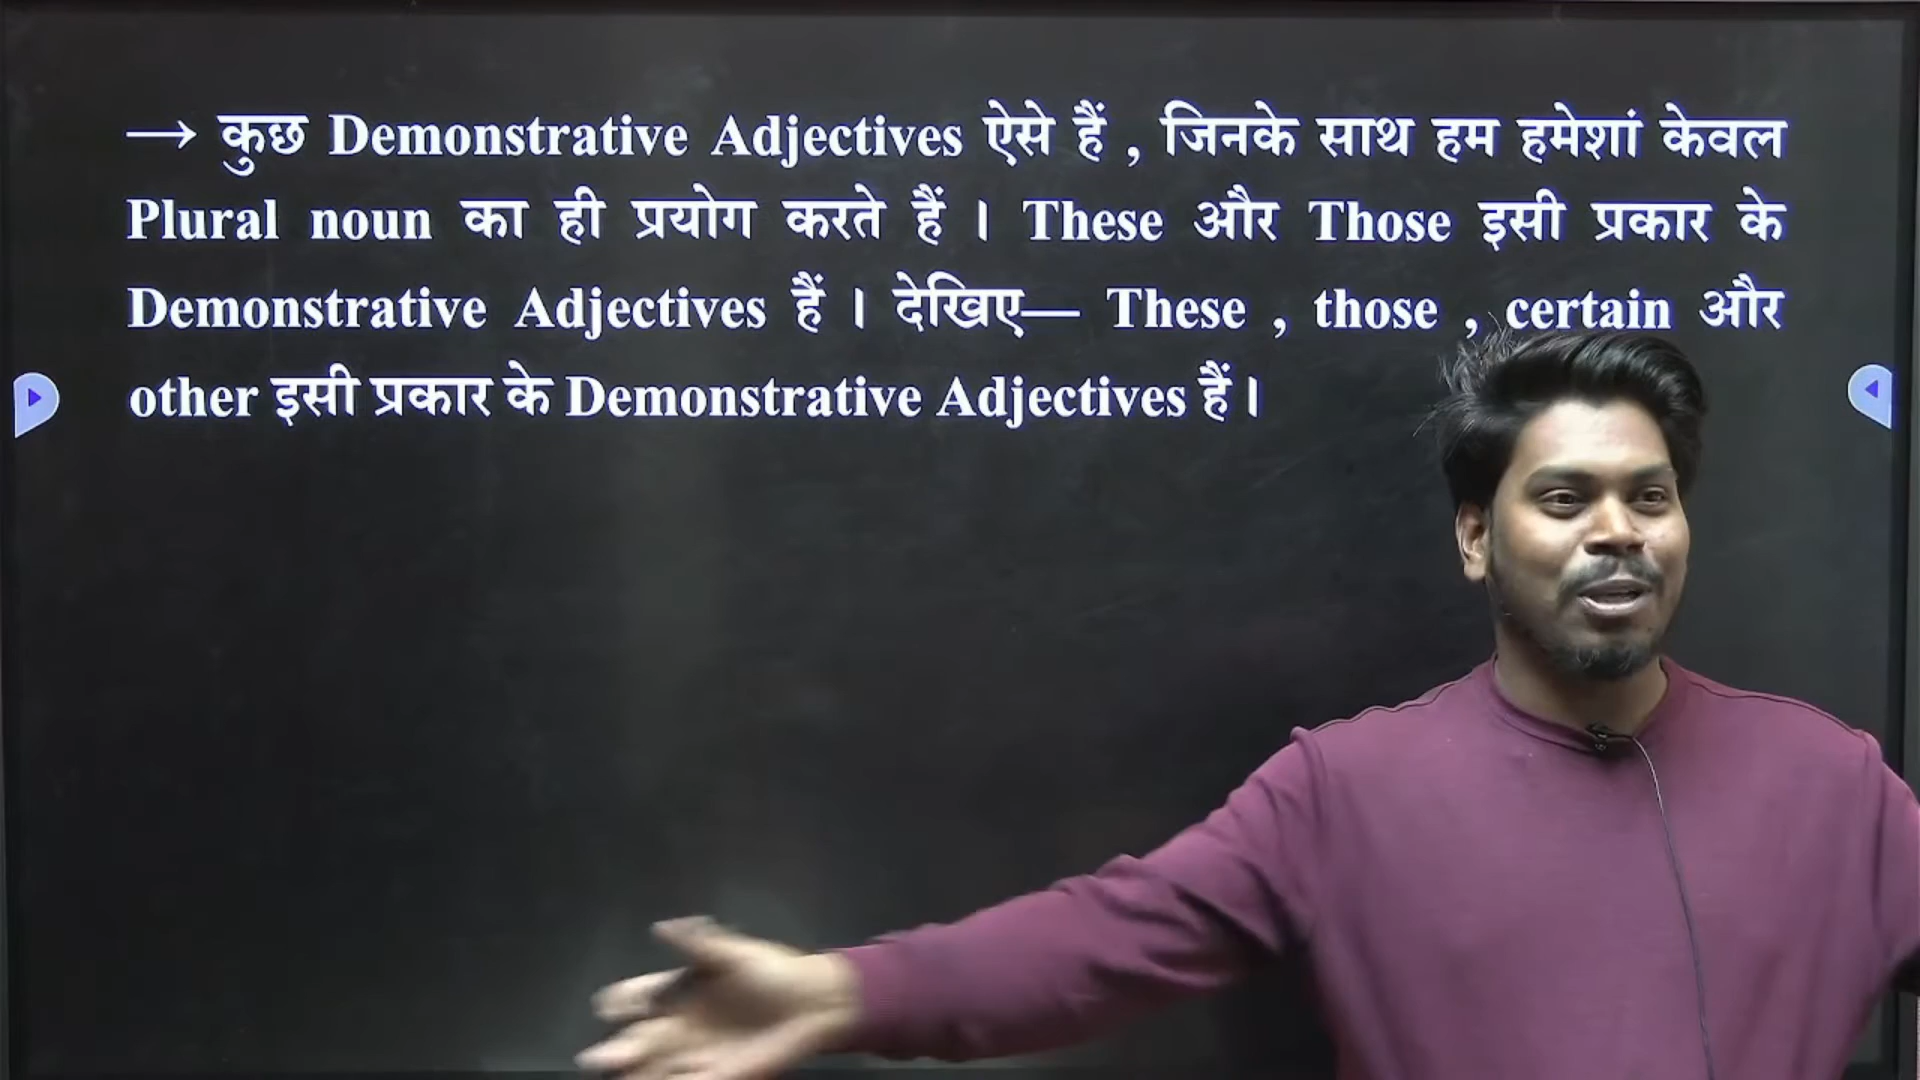 → कुछ Demonstrative Adjectives ऐसे हैं , जिनके साथ हम हमेशां केवल
Plural noun का ही प्रयोग करते हैं । These और Those इसी प्रकार के
Demonstrative Adjectives हैं । देखिए— These , those , certain और
other इसी प्रकार के Demonstrative Adjectives हैं।